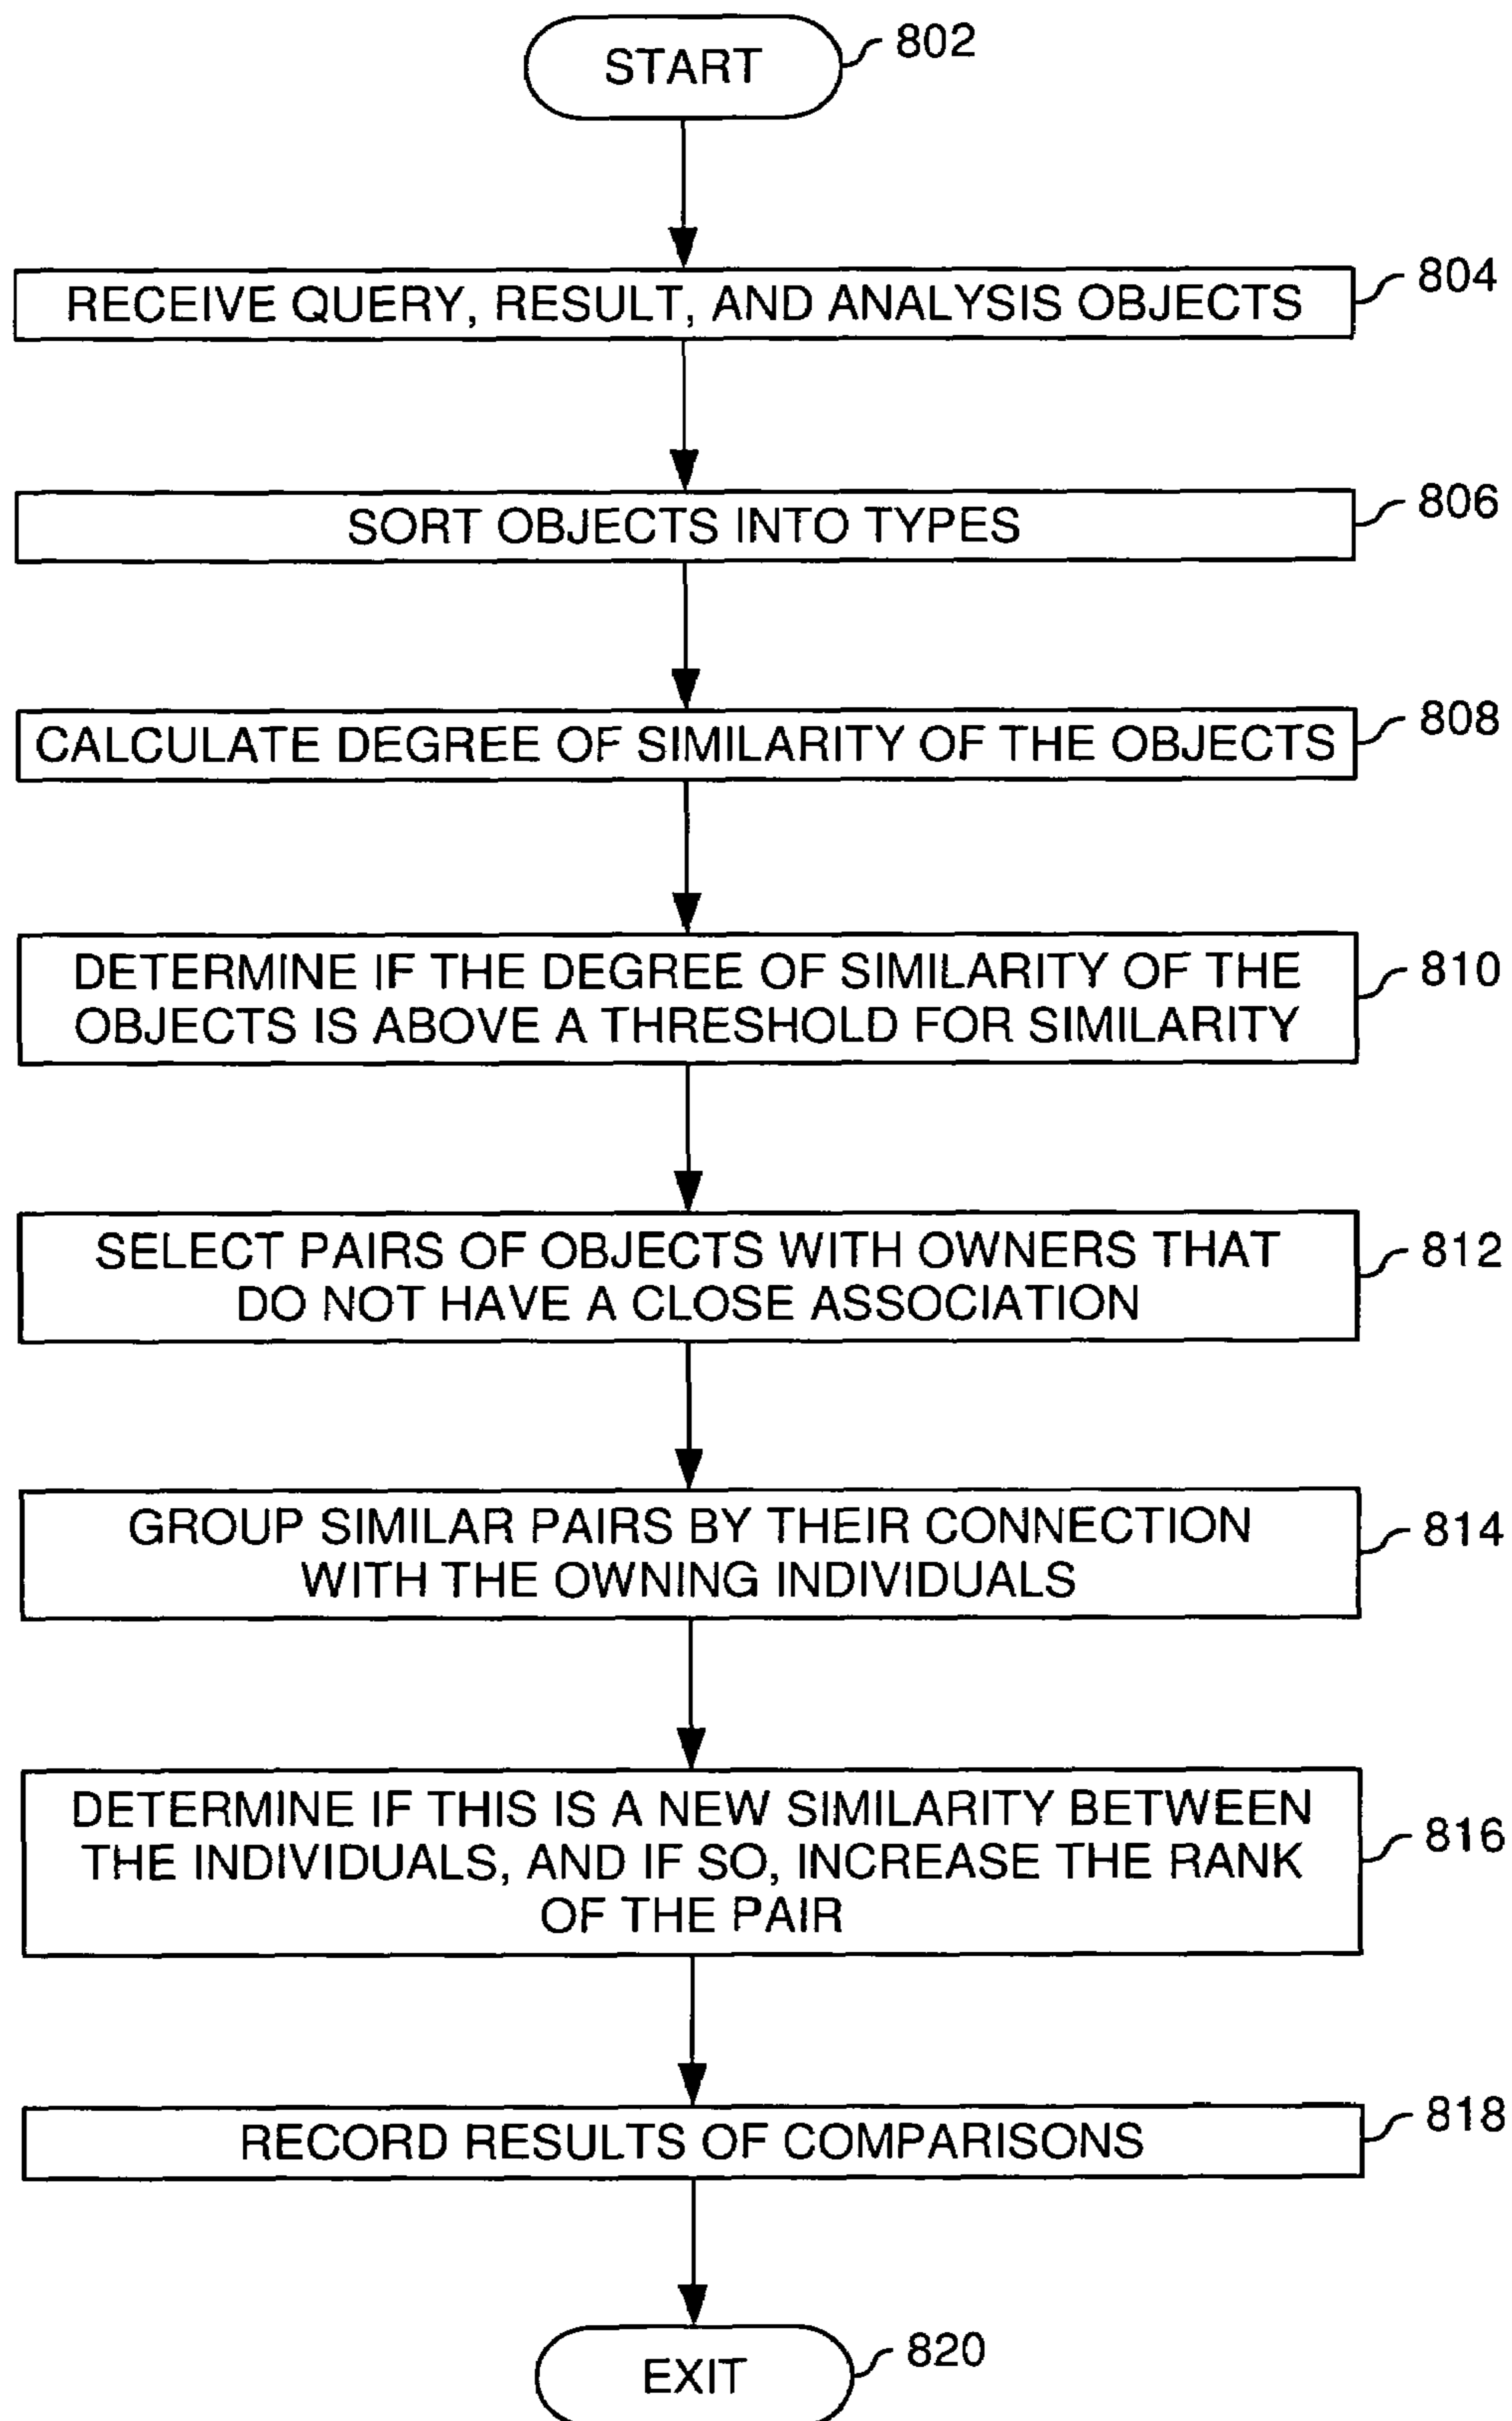 START
802
RECEIVE QUERY, RESULT, AND ANALYSIS OBJECTS
804
SORT OBJECTS INTO TYPES
806
CALCULATE DEGREE OF SIMILARITY OF THE OBJECTS
808
DETERMINE IF THE DEGREE OF SIMILARITY OF THE
OBJECTS IS ABOVE A THRESHOLD FOR SIMILARITY
810
SELECT PAIRS OF OBJECTS WITH OWNERS THAT
DO NOT HAVE A CLOSE ASSOCIATION
812
GROUP SIMILAR PAIRS BY THEIR CONNECTION
WITH THE OWNING INDIVIDUALS
814
DETERMINE IF THIS IS A NEW SIMILARITY BETWEEN
THE INDIVIDUALS, AND IF SO, INCREASE THE RANK
OF THE PAIR
816
RECORD RESULTS OF COMPARISONS
818
EXIT
820